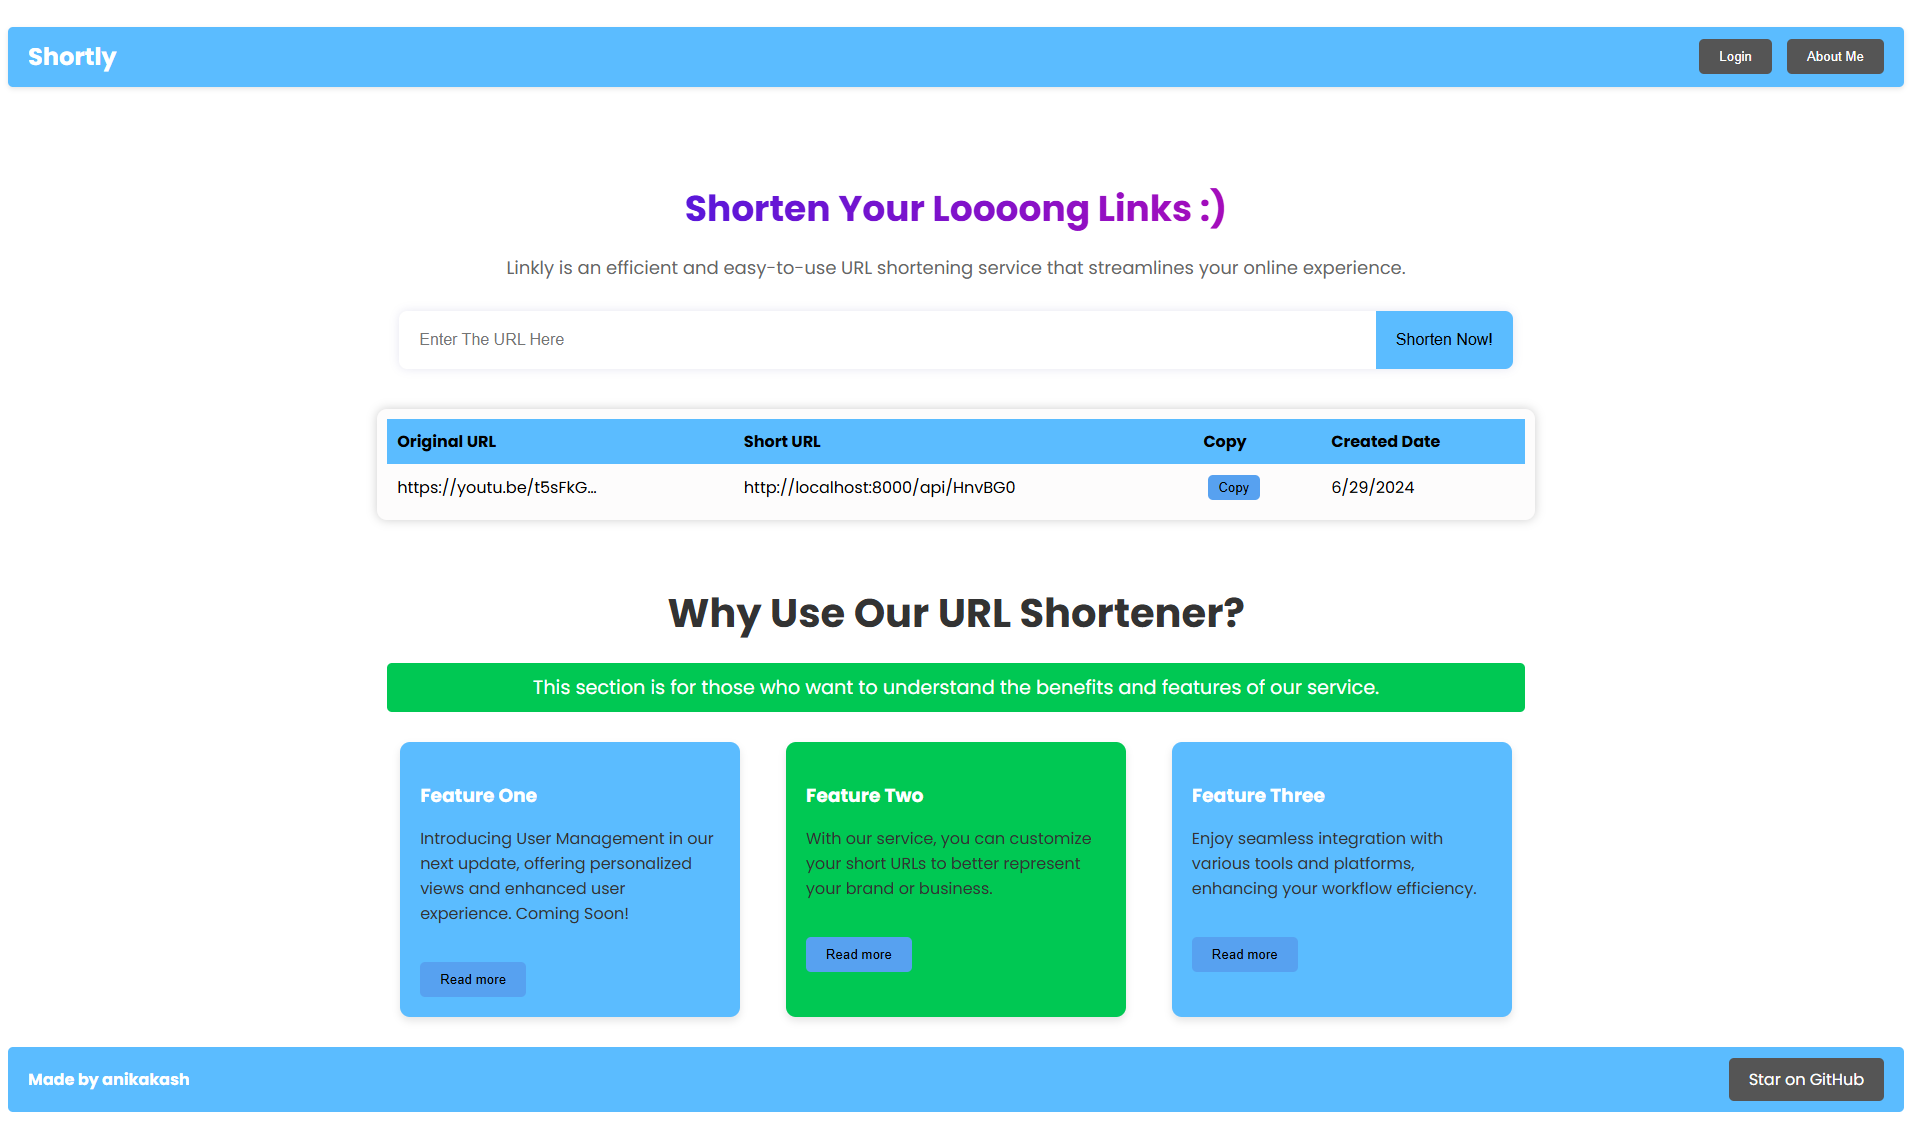 Shortly
Login
About Me
Shorten Your Loooong Links :)
Linkly is an efficient and easy-to-use URL shortening service that streamlines your online experience.
Enter The URL Here
Shorten Now!
Original URL
Short URL
Copy
Created Date
https://youtu.be/t5sFkG...
http://localhost:8000/api/HnvBG0
Copy
6/29/2024
Why Use Our URL Shortener?
This section is for those who want to understand the benefits and features of our service.
Feature One
Introducing User Management in our
next update, offering personalized
views and enhanced user
experience. Coming Soon!
Read more
Feature Two
With our service, you can customize
your short URLs to better represent
your brand or business.
Read more
Feature Three
Enjoy seamless integration with
various tools and platforms,
enhancing your workflow efficiency.
Read more
Made by anikakash
Star on GitHub